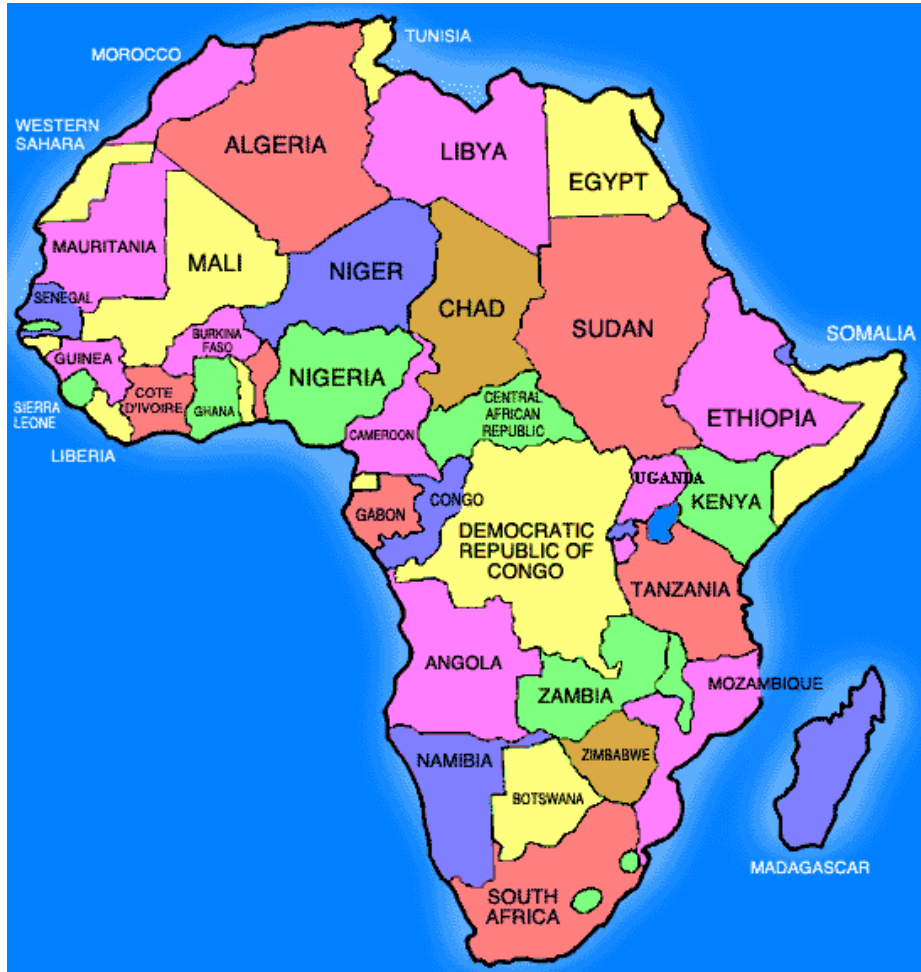 TUNISIA
MOROCCO
WESTERN
SAHARA
ALGERIA
LIBYA
EGYPT
MAURITANIA
MALI
NIGER
CHAD
SUDAN
SENEGAL
BURKINA
FASO
SOMALIA
GUINEA
NIGERIA
COTE
D'IVOIRE
GHANA
CENTRAL
AFRICAN
REPUBLIC
ETHIOPIA
SIERRA
LEONE
LIBERIA
CAMEROON
UGANDA
KENYA
CONGO
GABON
DEMOCRATIC
REPUBLIC OF
CONGO
TANZANIA
ANGOLA
ZAMBIA
MOZAMBIQUE
NAMIBIA
ZIMBABWE
BOTSWANA
MADAGASCAR
SOUTH
AFRICA